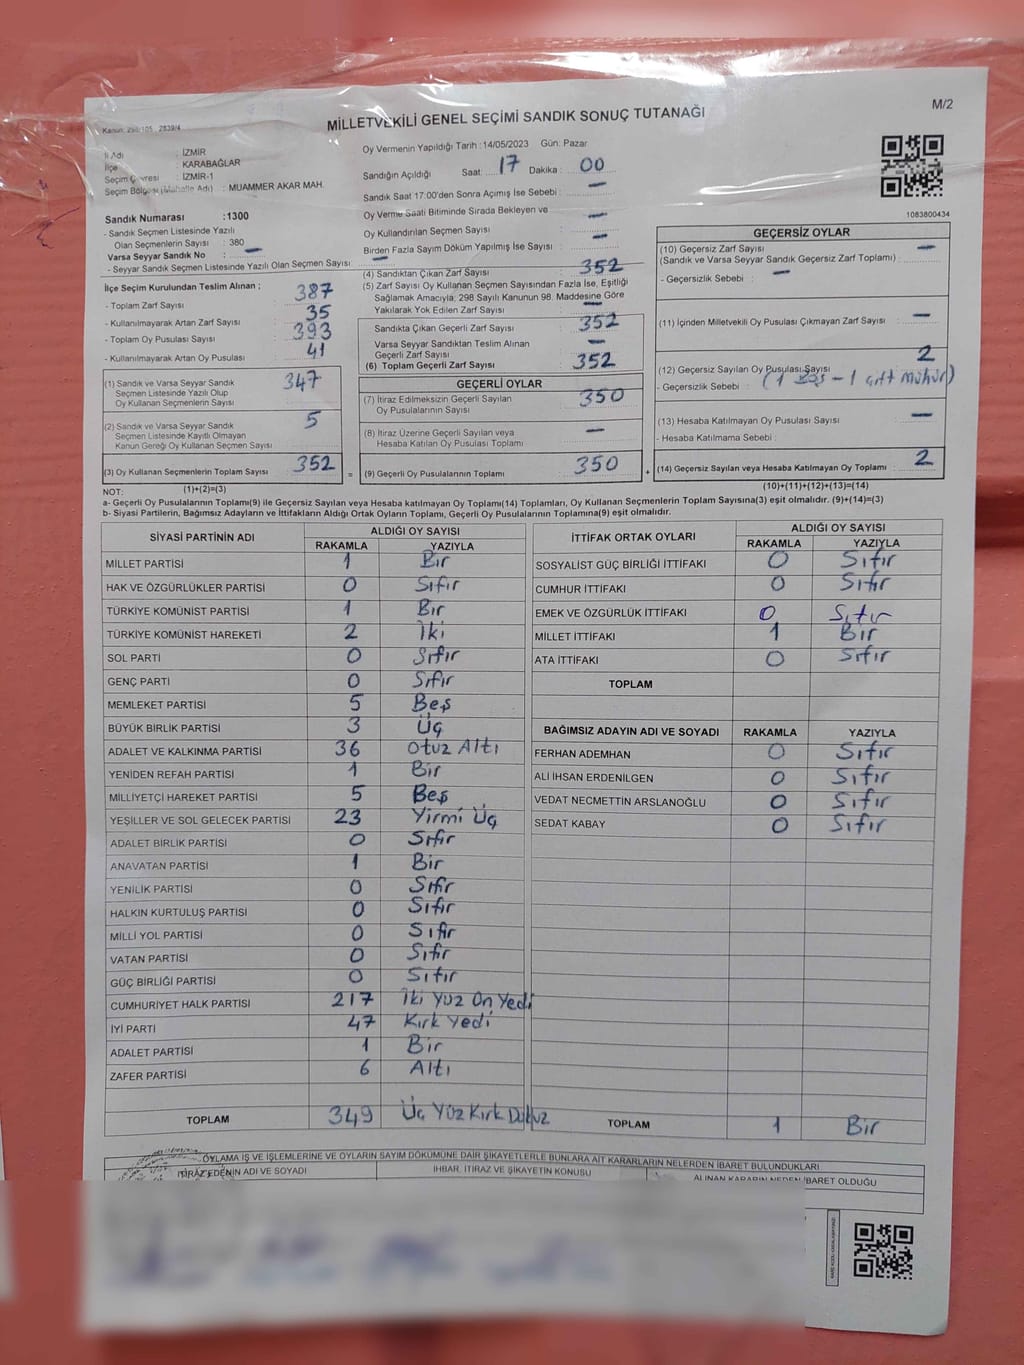 M/2
Kanun: 298/105 2839/4
MİLLETVEKİLİ GENEL SEÇİMİ SANDIK SONUÇ TUTANAĞI
İl Adı : İZMİR
İlçe : KARABAĞLAR
Seçim Çevresi : İZMİR-1
Seçim Bölgesi (Mahalle Adı) : MUAMMER AKAR MAH.
Sandık Numarası :1300
- Sandık Seçmen Listesinde Yazılı
Olan Seçmenlerin Sayısı : 380
Varsa Seyyar Sandık No —
- Seyyar Sandık Seçmen Listesinde Yazılı Olan Seçmen Sayısı —
Oy Vermenin Yapıldığı Tarih :14/05/2023 Gün: Pazar
Sandığın Açıldığı Saat 17 Dakika : 00
Sandık Saat 17:00'den Sonra Açımış İse Sebebi : —
Oy Verme Saati Bitiminde Sırada Bekleyen ve —
Oy Kullandırılan Seçmen Sayısı —
Birden Fazla Sayım Döküm Yapılmış İse Sayısı : —
1083800434
İlçe Seçim Kurulundan Teslim Alınan ;
- Toplam Zarf Sayısı 387
- Kullanılmayarak Artan Zarf Sayısı 35
- Toplam Oy Pusulası Sayısı 393
- Kullanılmayarak Artan Oy Pusulası 41
(1) Sandık ve Varsa Seyyar Sandık 347
Seçmen Listesinde Yazılı Olup
Oy Kullanan Seçmenlerin Sayısı
(2) Sandık ve Varsa Seyyar Sandık 5
Seçmen Listesinde Kayıtlı Olmayan
Kanun Gereği Oy Kullanan Seçmen Sayısı
(3) Oy Kullanan Seçmenlerin Toplam Sayısı 352 =
(1)+(2)=(3)
(4) Sandıktan Çıkan Zarf Sayısı 352
(5) Zarf Sayısı Oy Kullanan Seçmen Sayısından Fazla İse, Eşitliği
Sağlamak Amacıyla, 298 Sayılı Kanunun 98. Maddesine Göre
Yakılarak Yok Edilen Zarf Sayısı : —
Sandıkta Çıkan Geçerli Zarf Sayısı : 352
Varsa Seyyar Sandıktan Teslim Alınan —
Geçerli Zarf Sayısı
(6) Toplam Geçerli Zarf Sayısı : 352
GEÇERLİ OYLAR
(7) İtiraz Edilmeksizin Geçerli Sayılan 350
Oy Pusulalarının Sayısı
(8) İtiraz Üzerine Geçerli Sayılan veya —
Hesaba Katılan Oy Pusulası Toplamı
(9) Geçerli Oy Pusulalarının Toplamı 350 +
GEÇERSİZ OYLAR
(10) Geçersiz Zarf Sayısı —
(Sandık ve Varsa Seyyar Sandık Geçersiz Zarf Toplamı) :
- Geçersizlik Sebebi : —
(11) İçinden Milletvekili Oy Pusulası Çıkmayan Zarf Sayısı : —
(12) Geçersiz Sayılan Oy Pusulası Sayısı 2
- Geçersizlik Sebebi : (1 Boş - 1 çift mühür)
(13) Hesaba Katılmayan Oy Pusulası Sayısı —
- Hesaba Katılmama Sebebi :
(14) Geçersiz Sayılan veya Hesaba Katılmayan Oy Toplamı 2
(10)+(11)+(12)+(13)=(14)
NOT:
a- Geçerli Oy Pusulalarının Toplamı(9) ile Geçersiz Sayılan veya Hesaba katılmayan Oy Toplamı(14) Toplamları, Oy Kullanan Seçmenlerin Toplam Sayısına(3) eşit olmalıdır. (9)+(14)=(3)
b- Siyasi Partilerin, Bağımsız Adayların ve İttifakların Aldığı Ortak Oyların Toplamı, Geçerli Oy Pusulalarının Toplamına(9) eşit olmalıdır.
SİYASİ PARTİNİN ADI ALDIĞI OY SAYISI
RAKAMLA YAZIYLA
MİLLET PARTİSİ 1 Bir
HAK VE ÖZGÜRLÜKLER PARTİSİ 0 Sıfır
TÜRKİYE KOMÜNİST PARTİSİ 1 Bir
TÜRKİYE KOMÜNİST HAREKETİ 2 İki
SOL PARTİ 0 Sıfır
GENÇ PARTİ 0 Sıfır
MEMLEKET PARTİSİ 5 Beş
BÜYÜK BİRLİK PARTİSİ 3 Üç
ADALET VE KALKINMA PARTİSİ 36 Otuz Altı
YENİDEN REFAH PARTİSİ 1 Bir
MİLLİYETÇİ HAREKET PARTİSİ 5 Beş
YEŞİLLER VE SOL GELECEK PARTİSİ 23 Yirmi Üç
ADALET BİRLİK PARTİSİ 0 Sıfır
ANAVATAN PARTİSİ 1 Bir
YENİLİK PARTİSİ 0 Sıfır
HALKIN KURTULUŞ PARTİSİ 0 Sıfır
MİLLİ YOL PARTİSİ 0 Sıfır
VATAN PARTİSİ 0 Sıfır
GÜÇ BİRLİĞİ PARTİSİ 0 Sıfır
CUMHURİYET HALK PARTİSİ 217 İki Yüz On Yedi
İYİ PARTİ 47 Kırk Yedi
ADALET PARTİSİ 1 Bir
ZAFER PARTİSİ 6 Altı
TOPLAM 349 Üç Yüz Kırk Dokuz
İTTİFAK ORTAK OYLARI ALDIĞI OY SAYISI
RAKAMLA YAZIYLA
SOSYALİST GÜÇ BİRLİĞİ İTTİFAKI 0 Sıfır
CUMHUR İTTİFAKI 0 Sıfır
EMEK VE ÖZGÜRLÜK İTTİFAKI 0 Sıfır
MİLLET İTTİFAKI 1 Bir
ATA İTTİFAKI 0 Sıfır
TOPLAM
BAĞIMSIZ ADAYIN ADI VE SOYADI RAKAMLA YAZIYLA
FERHAN ADEMHAN 0 Sıfır
ALİ İHSAN ERDENİLGEN 0 Sıfır
VEDAT NECMETTİN ARSLANOĞLU 0 Sıfır
SEDAT KABAY 0 Sıfır
TOPLAM 1 Bir
OYLAMA İŞ VE İŞLEMLERİNE VE OYLARIN SAYIM DÖKÜMÜNE DAİR ŞİKAYETLERLE BUNLARA AİT KARARLARIN NELERDEN İBARET BULUNDUKLARI
İTİRAZ EDENİN ADI VE SOYADI İHBAR, İTİRAZ VE ŞİKAYETİN KONUSU ALINAN KARARIN NEDEN İBARET OLDUĞU